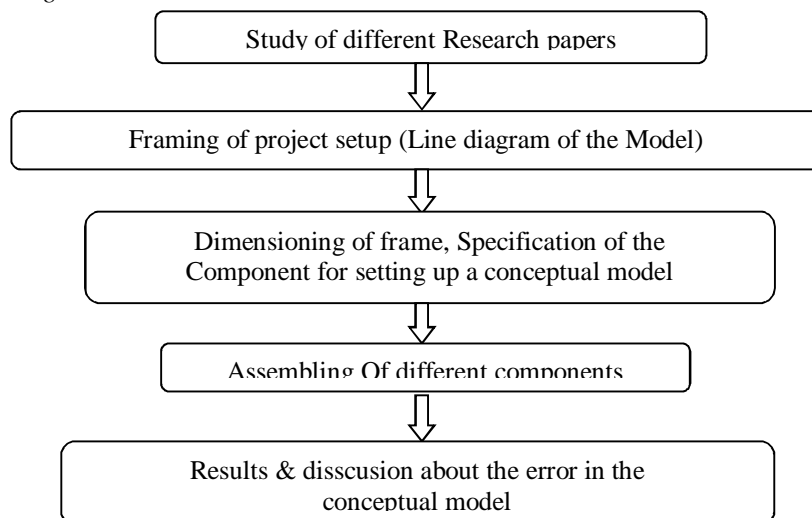 Study of different Research papers
Framing of project setup (Line diagram of the Model)
Dimensioning of frame, Specification of the
Component for setting up a conceptual model
Assembling Of different components
Results & disscusion about the error in the
conceptual model